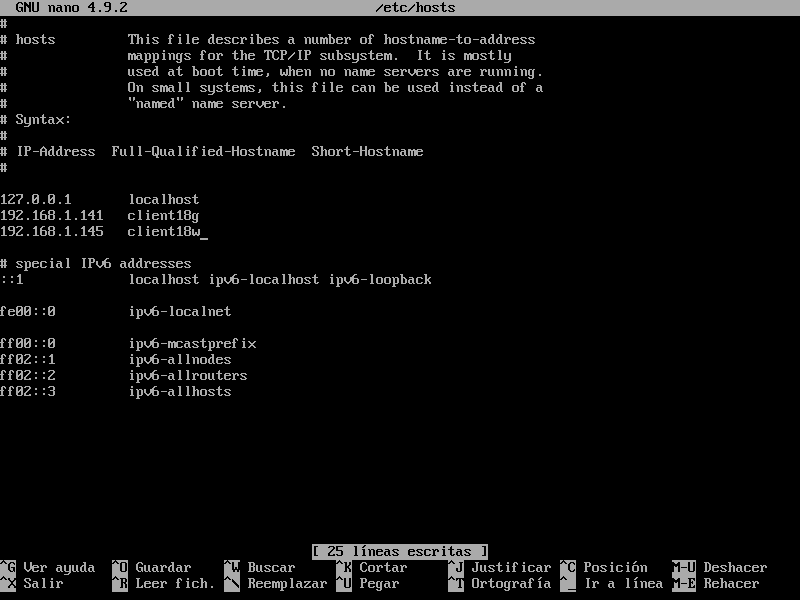 GNU nano 4.9.2 /etc/hosts
#
# hosts This file describes a number of hostname-to-address
# mappings for the TCP/IP subsystem. It is mostly
# used at boot time, when no name servers are running.
# On small systems, this file can be used instead of a
# "named" name server.
# Syntax:
#
# IP-Address Full-Qualified-Hostname Short-Hostname
#
127.0.0.1 localhost
192.168.1.141 client18g
192.168.1.145 client18w_
# special IPv6 addresses
::1 localhost ipv6-localhost ipv6-loopback
fe00::0 ipv6-localnet
ff00::0 ipv6-mcastprefix
ff02::1 ipv6-allnodes
ff02::2 ipv6-allrouters
ff02::3 ipv6-allhosts
[ 25 líneas escritas ]
^G Ver ayuda ^O Guardar ^W Buscar ^K Cortar ^J Justificar ^C Posición M-U Deshacer
^X Salir ^R Leer fich. ^\ Reemplazar ^U Pegar ^T Ortografía ^_ Ir a línea M-E Rehacer